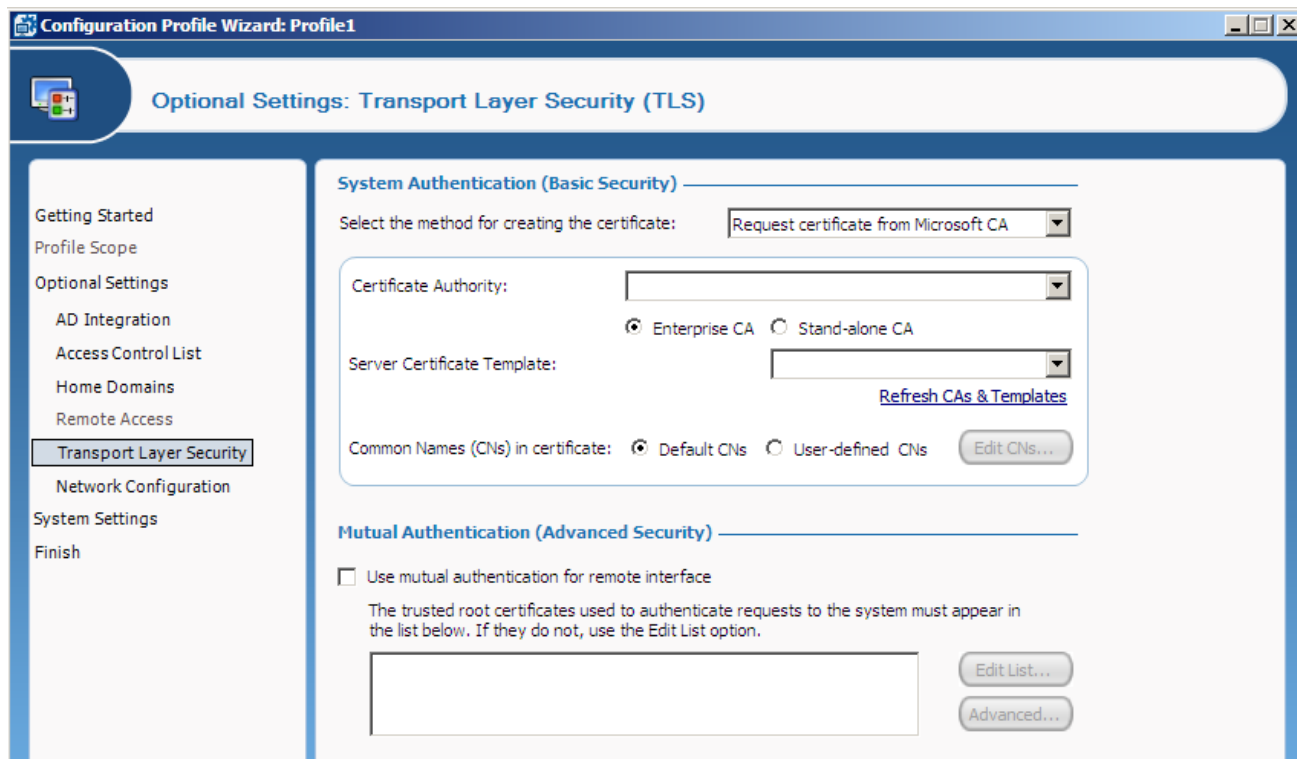 Configuration Profile Wizard: Profile1
Optional Settings: Transport Layer Security (TLS)
Getting Started
Profile Scope
Optional Settings
AD Integration
Access Control List
Home Domains
Remote Access
Transport Layer Security
Network Configuration
System Settings
Finish
System Authentication (Basic Security)
Select the method for creating the certificate: Request certificate from Microsoft CA
Certificate Authority:
Enterprise CA Stand-alone CA
Server Certificate Template:
Refresh CAs & Templates
Common Names (CNs) in certificate: Default CNs User-defined CNs Edit CNs...
Mutual Authentication (Advanced Security)
Use mutual authentication for remote interface
The trusted root certificates used to authenticate requests to the system must appear in
the list below. If they do not, use the Edit List option.
Edit List...
Advanced...